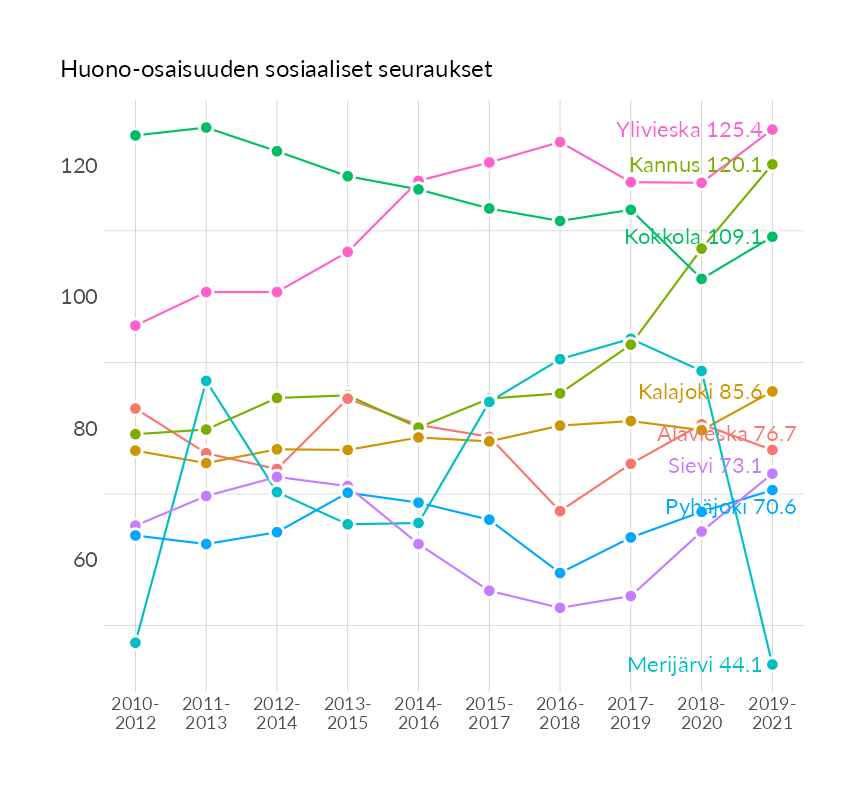 Huono-osaisuuden sosiaaliset seuraukset
Ylivieska 125.4
120
Kannus 120.1
Kokkola 109.1
100
Kalajoki 85.6
80
Alavieska 76.7
Sievi 73.1
Pyhäjoki 70.6
60
Merijärvi 44.1
2010-
2012
2011-
2013
2012-
2014
2013-
2015
2014-
2016
2015-
2017
2016-
2018
2017-
2019
2018-
2020
2019-
2021